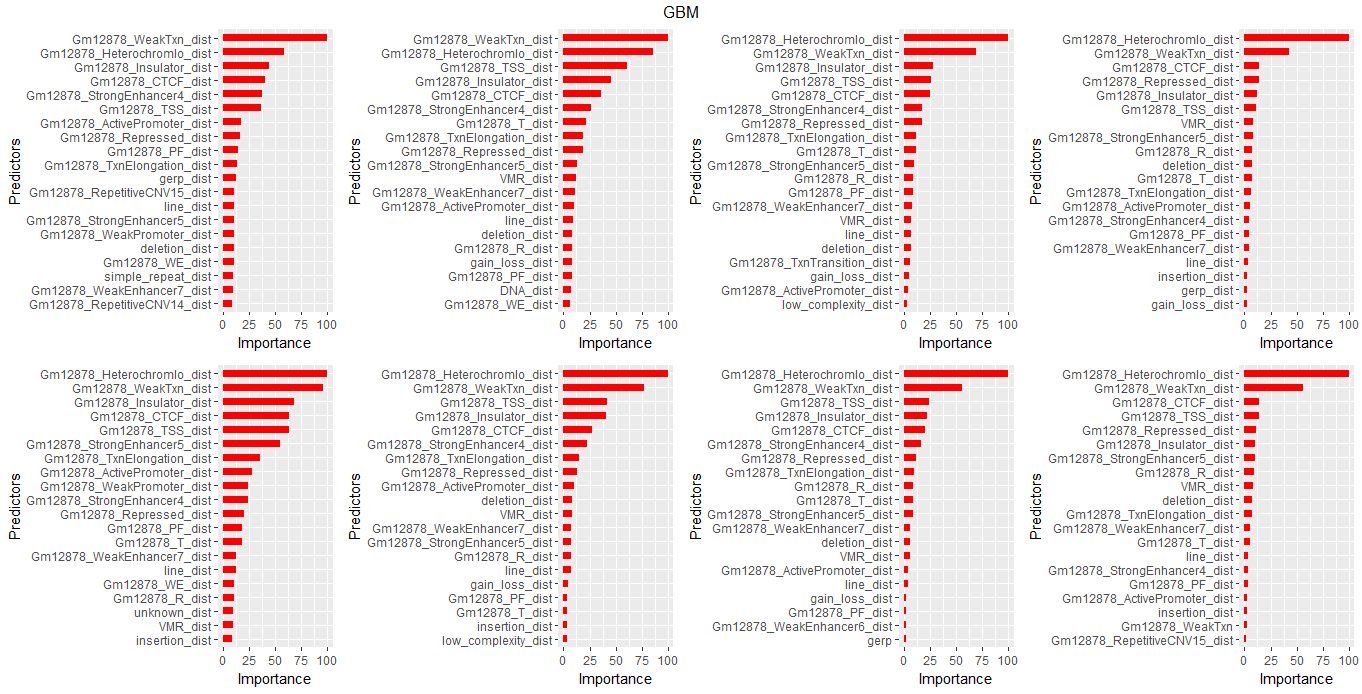 GBM
Predictors
Gm12878_WeakTxn_dist
Gm12878_Heterochromlo_dist
Gm12878_Insulator_dist
Gm12878_CTCF_dist
Gm12878_StrongEnhancer4_dist
Gm12878_TSS_dist
Gm12878_ActivePromoter_dist
Gm12878_Repressed_dist
Gm12878_PF_dist
Gm12878_TxnElongation_dist
gerp_dist
Gm12878_RepetitiveCNV15_dist
line_dist
Gm12878_StrongEnhancer5_dist
Gm12878_WeakPromoter_dist
deletion_dist
Gm12878_WE_dist
simple_repeat_dist
Gm12878_WeakEnhancer7_dist
Gm12878_RepetitiveCNV14_dist
0 25 50 75 100
Importance
Predictors
Gm12878_WeakTxn_dist
Gm12878_Heterochromlo_dist
Gm12878_TSS_dist
Gm12878_Insulator_dist
Gm12878_CTCF_dist
Gm12878_StrongEnhancer4_dist
Gm12878_T_dist
Gm12878_TxnElongation_dist
Gm12878_Repressed_dist
Gm12878_StrongEnhancer5_dist
VMR_dist
Gm12878_WeakEnhancer7_dist
Gm12878_ActivePromoter_dist
line_dist
deletion_dist
Gm12878_R_dist
gain_loss_dist
Gm12878_PF_dist
DNA_dist
Gm12878_WE_dist
0 25 50 75 100
Importance
Predictors
Gm12878_Heterochromlo_dist
Gm12878_WeakTxn_dist
Gm12878_Insulator_dist
Gm12878_TSS_dist
Gm12878_CTCF_dist
Gm12878_StrongEnhancer4_dist
Gm12878_Repressed_dist
Gm12878_TxnElongation_dist
Gm12878_T_dist
Gm12878_StrongEnhancer5_dist
Gm12878_R_dist
Gm12878_PF_dist
Gm12878_WeakEnhancer7_dist
VMR_dist
line_dist
deletion_dist
Gm12878_TxnTransition_dist
gain_loss_dist
Gm12878_ActivePromoter_dist
low_complexity_dist
0 25 50 75 100
Importance
Predictors
Gm12878_Heterochromlo_dist
Gm12878_WeakTxn_dist
Gm12878_CTCF_dist
Gm12878_Repressed_dist
Gm12878_Insulator_dist
Gm12878_TSS_dist
VMR_dist
Gm12878_StrongEnhancer5_dist
Gm12878_R_dist
deletion_dist
Gm12878_T_dist
Gm12878_TxnElongation_dist
Gm12878_ActivePromoter_dist
Gm12878_StrongEnhancer4_dist
Gm12878_PF_dist
Gm12878_WeakEnhancer7_dist
line_dist
insertion_dist
gerp_dist
gain_loss_dist
0 25 50 75 100
Importance
Predictors
Gm12878_Heterochromlo_dist
Gm12878_WeakTxn_dist
Gm12878_Insulator_dist
Gm12878_CTCF_dist
Gm12878_TSS_dist
Gm12878_StrongEnhancer5_dist
Gm12878_TxnElongation_dist
Gm12878_ActivePromoter_dist
Gm12878_WeakPromoter_dist
Gm12878_StrongEnhancer4_dist
Gm12878_Repressed_dist
Gm12878_PF_dist
Gm12878_T_dist
Gm12878_WeakEnhancer7_dist
line_dist
Gm12878_WE_dist
Gm12878_R_dist
unknown_dist
VMR_dist
insertion_dist
0 25 50 75 100
Importance
Predictors
Gm12878_Heterochromlo_dist
Gm12878_WeakTxn_dist
Gm12878_TSS_dist
Gm12878_Insulator_dist
Gm12878_CTCF_dist
Gm12878_StrongEnhancer4_dist
Gm12878_TxnElongation_dist
Gm12878_Repressed_dist
Gm12878_ActivePromoter_dist
deletion_dist
VMR_dist
Gm12878_WeakEnhancer7_dist
Gm12878_StrongEnhancer5_dist
Gm12878_R_dist
line_dist
gain_loss_dist
Gm12878_PF_dist
Gm12878_T_dist
insertion_dist
low_complexity_dist
0 25 50 75 100
Importance
Predictors
Gm12878_Heterochromlo_dist
Gm12878_WeakTxn_dist
Gm12878_TSS_dist
Gm12878_Insulator_dist
Gm12878_CTCF_dist
Gm12878_StrongEnhancer4_dist
Gm12878_Repressed_dist
Gm12878_TxnElongation_dist
Gm12878_R_dist
Gm12878_T_dist
Gm12878_StrongEnhancer5_dist
Gm12878_WeakEnhancer7_dist
deletion_dist
VMR_dist
Gm12878_ActivePromoter_dist
line_dist
gain_loss_dist
Gm12878_PF_dist
Gm12878_WeakEnhancer6_dist
gerp
0 25 50 75 100
Importance
Predictors
Gm12878_Heterochromlo_dist
Gm12878_WeakTxn_dist
Gm12878_CTCF_dist
Gm12878_TSS_dist
Gm12878_Repressed_dist
Gm12878_Insulator_dist
Gm12878_StrongEnhancer5_dist
Gm12878_R_dist
VMR_dist
deletion_dist
Gm12878_TxnElongation_dist
Gm12878_WeakEnhancer7_dist
Gm12878_T_dist
line_dist
Gm12878_StrongEnhancer4_dist
Gm12878_PF_dist
Gm12878_ActivePromoter_dist
insertion_dist
Gm12878_WeakTxn
Gm12878_RepetitiveCNV15_dist
0 25 50 75 100
Importance